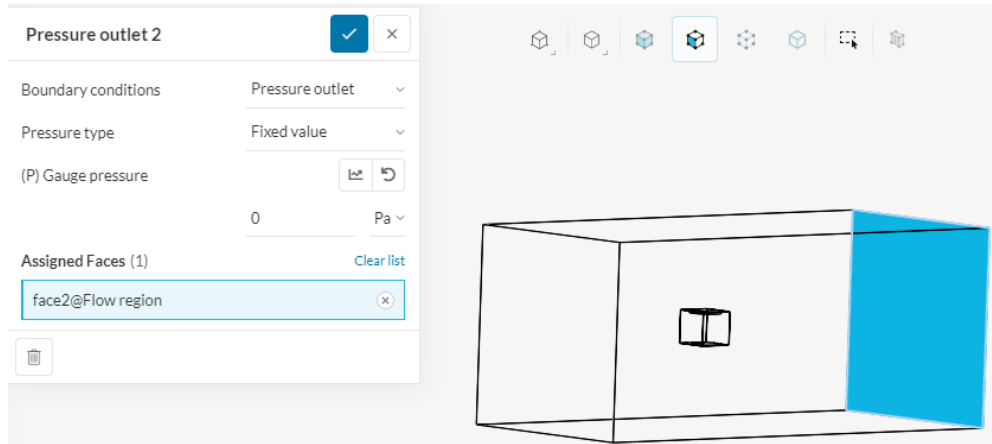 Pressure outlet 2
Boundary conditions Pressure outlet
Pressure type Fixed value
(P) Gauge pressure
0 Pa
Assigned Faces (1) Clear list
face2@Flow region